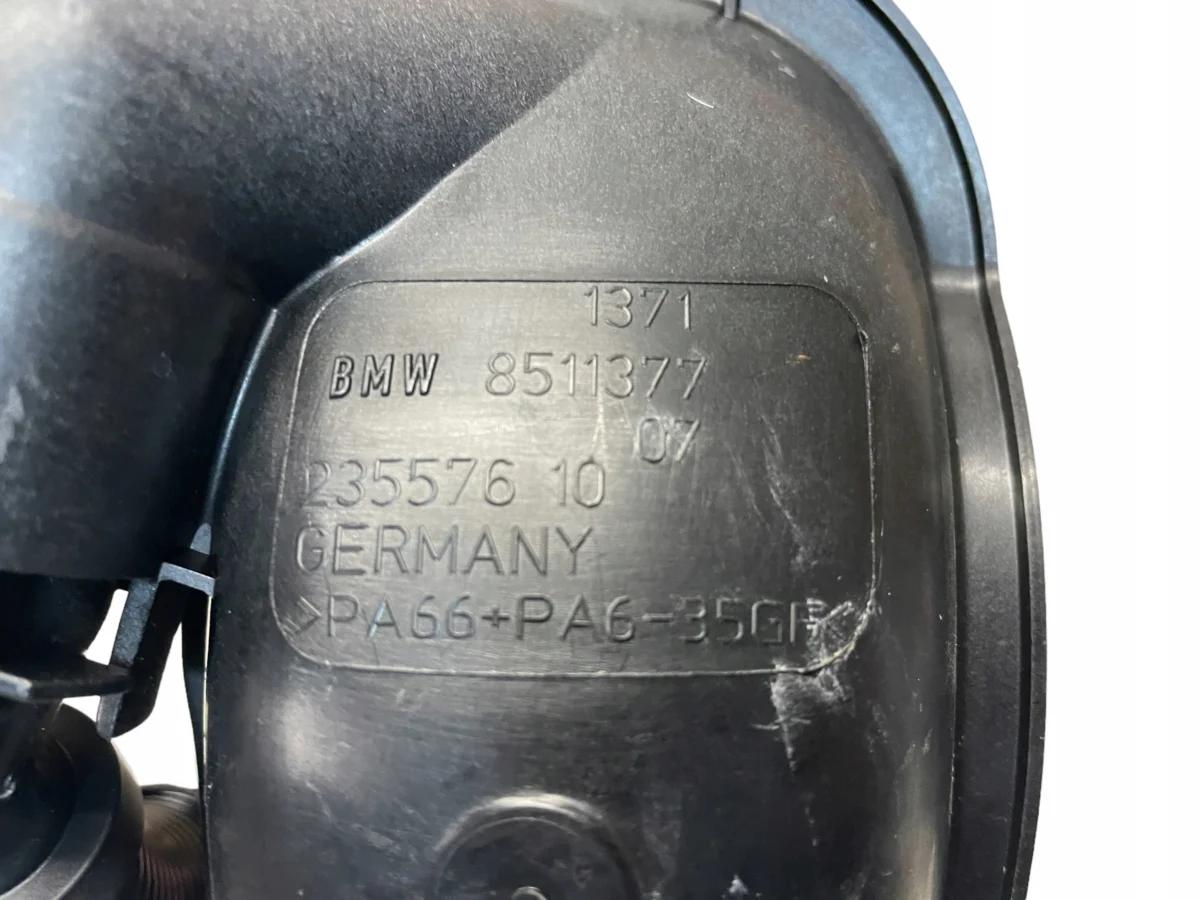 1371
BMW 8511377
07
235576 10
GERMANY
>PA66+PA6-35GF<